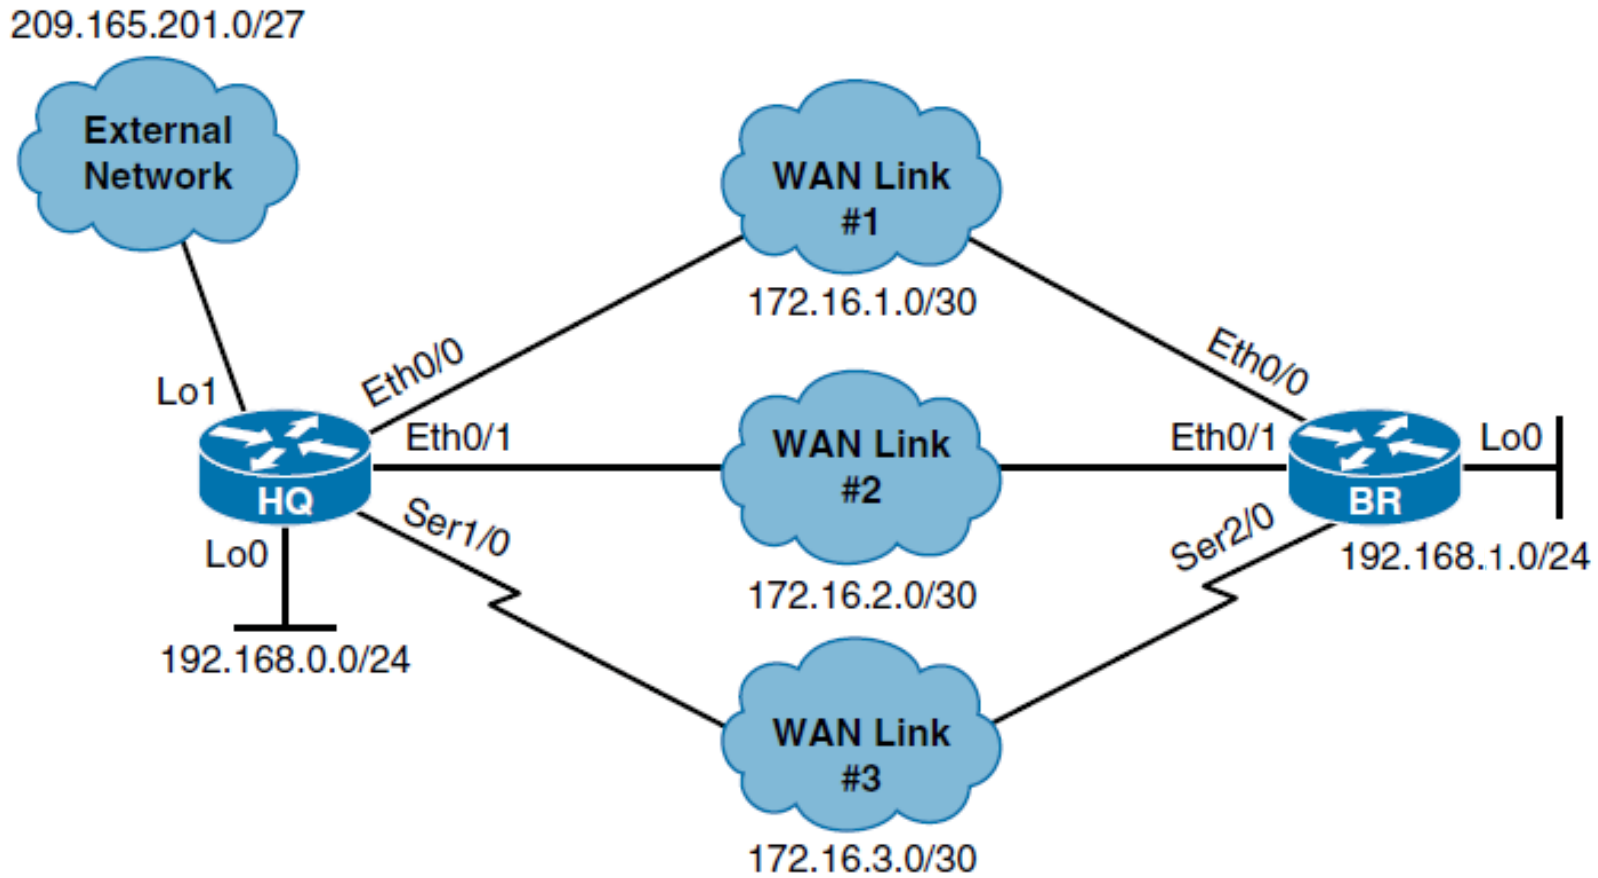 209.165.201.0/27
External
Network
WAN Link
#1
172.16.1.0/30
Eth0/0
Eth0/0
Lo1
Eth0/1
WAN Link
#2
Eth0/1
Lo0
HQ
BR
Ser1/0
Ser2/0
Lo0
192.168.1.0/24
172.16.2.0/30
192.168.0.0/24
WAN Link
#3
172.16.3.0/30